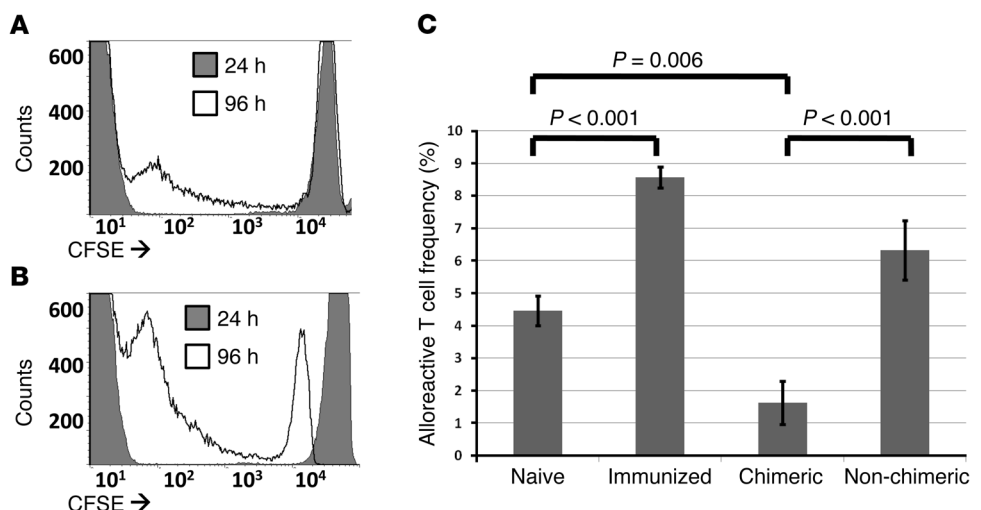 A
600
400
200
Counts
24 h
96 h
10¹ 10² 10³ 10⁴
CFSE →
B
600
400
200
Counts
24 h
96 h
10¹ 10² 10³ 10⁴
CFSE →
C
P = 0.006
P < 0.001
P < 0.001
Alloreactive T cell frequency (%)
10
9
8
7
6
5
4
3
2
1
0
Naive Immunized Chimeric Non-chimeric